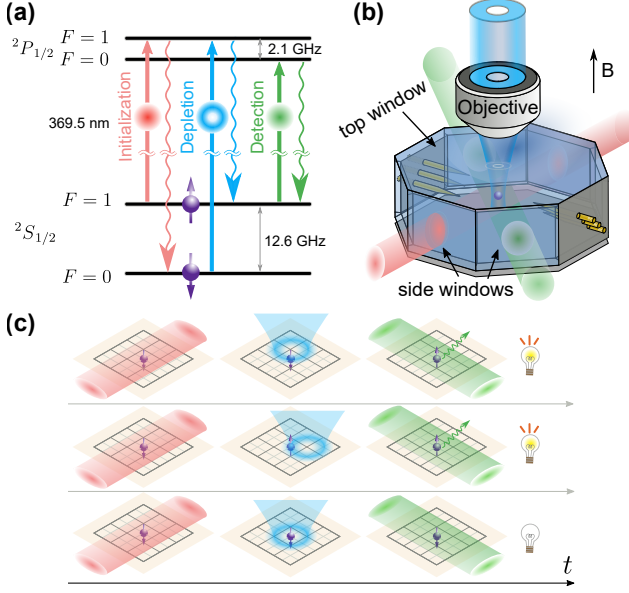 (a)
F = 1
²P₁/₂
F = 0
2.1 GHz
369.5 nm
Initialization
Depletion
Detection
F = 1
²S₁/₂
12.6 GHz
F = 0
(b)
B
Objective
top window
side windows
(c)
t